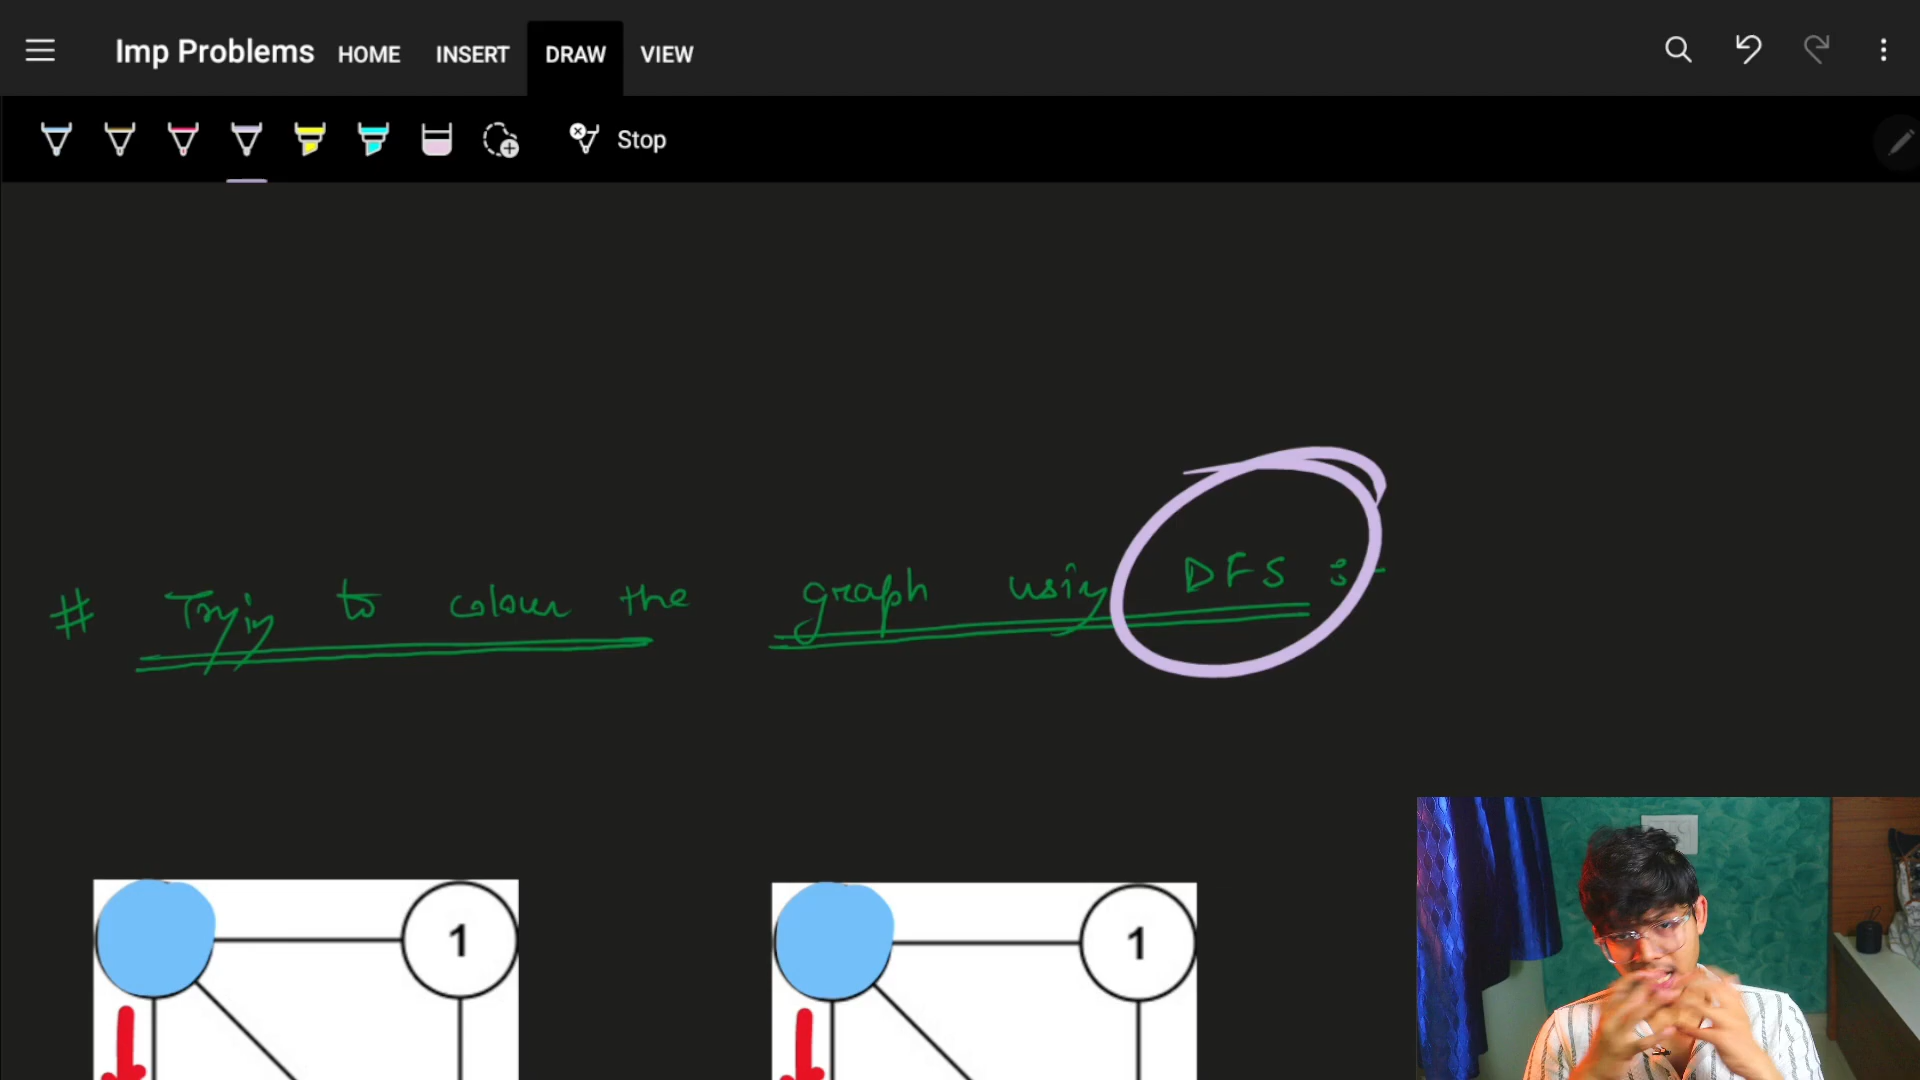 Imp Problems HOME INSERT DRAW VIEW
Stop
# Trying to colour the graph using DFS :-
1
1